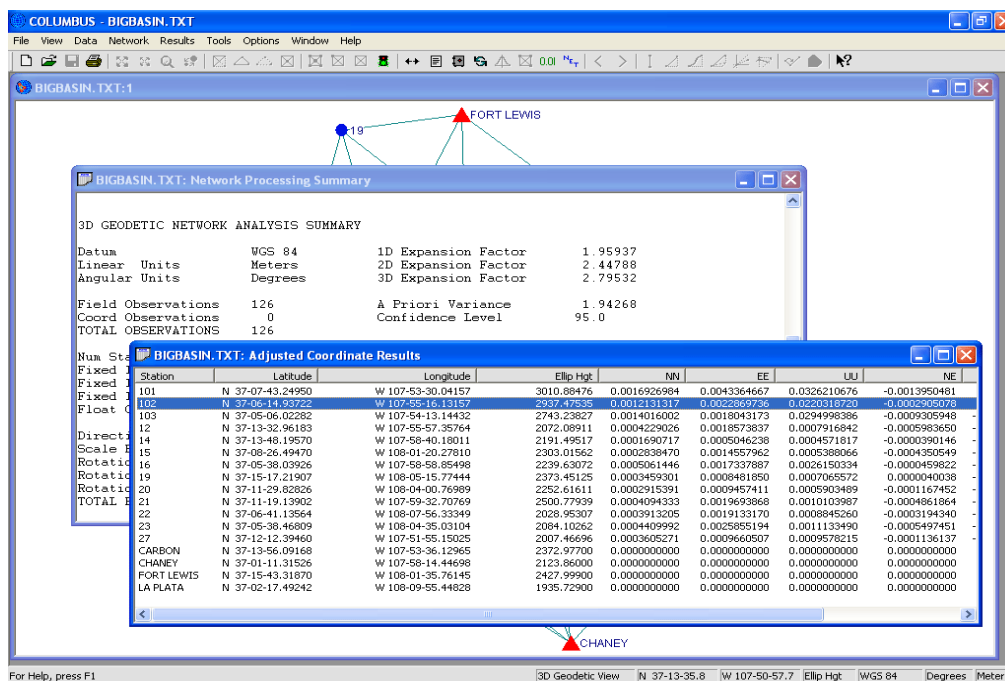 COLUMBUS - BIGBASIN.TXT
File View Data Network Results Tools Options Window Help
0.01
BIGBASIN.TXT:1
FORT LEWIS
19
BIGBASIN.TXT: Network Processing Summary
3D GEODETIC NETWORK ANALYSIS SUMMARY
Datum WGS 84 1D Expansion Factor 1.95937
Linear Units Meters 2D Expansion Factor 2.44788
Angular Units Degrees 3D Expansion Factor 2.79532
Field Observations 126 A Priori Variance 1.94268
Coord Observations 0 Confidence Level 95.0
TOTAL OBSERVATIONS 126
Num Sta
Fixed
Fixed
Fixed
Float
Directi
Scale
Rotatio
Rotatio
Rotatio
TOTAL
BIGBASIN.TXT: Adjusted Coordinate Results
Station Latitude Longitude Ellip Hgt NN EE UU NE
101 N 37-07-43.24950 W 107-53-30.04157 3010.88476 0.0016926984 0.0043364667 0.0326210676 -0.0013950481
102 N 37-06-14.93722 W 107-55-16.13157 2937.47535 0.0012131317 0.0022869736 0.0220318720 -0.0002905078
103 N 37-05-06.02282 W 107-54-13.14432 2743.23827 0.0014016002 0.0018043173 0.0294998386 -0.0009305948
12 N 37-13-32.96183 W 107-55-57.35764 2072.08911 0.0004229026 0.0018573837 0.0007916842 -0.0005983650
14 N 37-13-48.19570 W 107-58-40.18011 2191.49517 0.0001690717 0.0005046238 0.0004571817 -0.0000390146
15 N 37-08-26.49470 W 108-01-20.27810 2303.01562 0.0002838470 0.0014557962 0.0005388066 -0.0004350549
16 N 37-05-38.03926 W 107-58-58.85498 2239.63072 0.0005061446 0.0017337887 0.0026150334 -0.0000459822
19 N 37-15-17.21907 W 108-05-15.77444 2373.45125 0.0003459301 0.0008481850 0.0007065572 0.0000040038
20 N 37-11-29.82826 W 108-04-00.76989 2252.61611 0.0002915391 0.0009457411 0.0005903489 -0.0001167452
21 N 37-11-19.13902 W 107-59-32.70769 2500.77939 0.0004094333 0.0019693868 0.0010103987 -0.0004861864
22 N 37-06-41.13564 W 108-07-56.33349 2028.95307 0.0003913205 0.0019133170 0.0008845260 -0.0003194340
23 N 37-05-38.46809 W 108-04-35.03104 2084.10262 0.0004409992 0.0025855194 0.0011133490 -0.0005497451
27 N 37-12-12.39460 W 107-51-55.15025 2007.46696 0.0003605271 0.0009660507 0.0009578215 -0.0001136137
CARBON N 37-13-56.09168 W 107-53-36.12965 2372.97700 0.0000000000 0.0000000000 0.0000000000 0.0000000000
CHANEY N 37-01-11.31526 W 107-58-14.44698 2123.86000 0.0000000000 0.0000000000 0.0000000000 0.0000000000
FORT LEWIS N 37-15-43.31870 W 108-01-35.76145 2427.99900 0.0000000000 0.0000000000 0.0000000000 0.0000000000
LA PLATA N 37-02-17.49242 W 108-09-55.44828 1935.72900 0.0000000000 0.0000000000 0.0000000000 0.0000000000
CHANEY
For Help, press F1 3D Geodetic View N 37-13-35.8 W 107-50-57.7 Ellip Hgt WGS 84 Degrees Meter